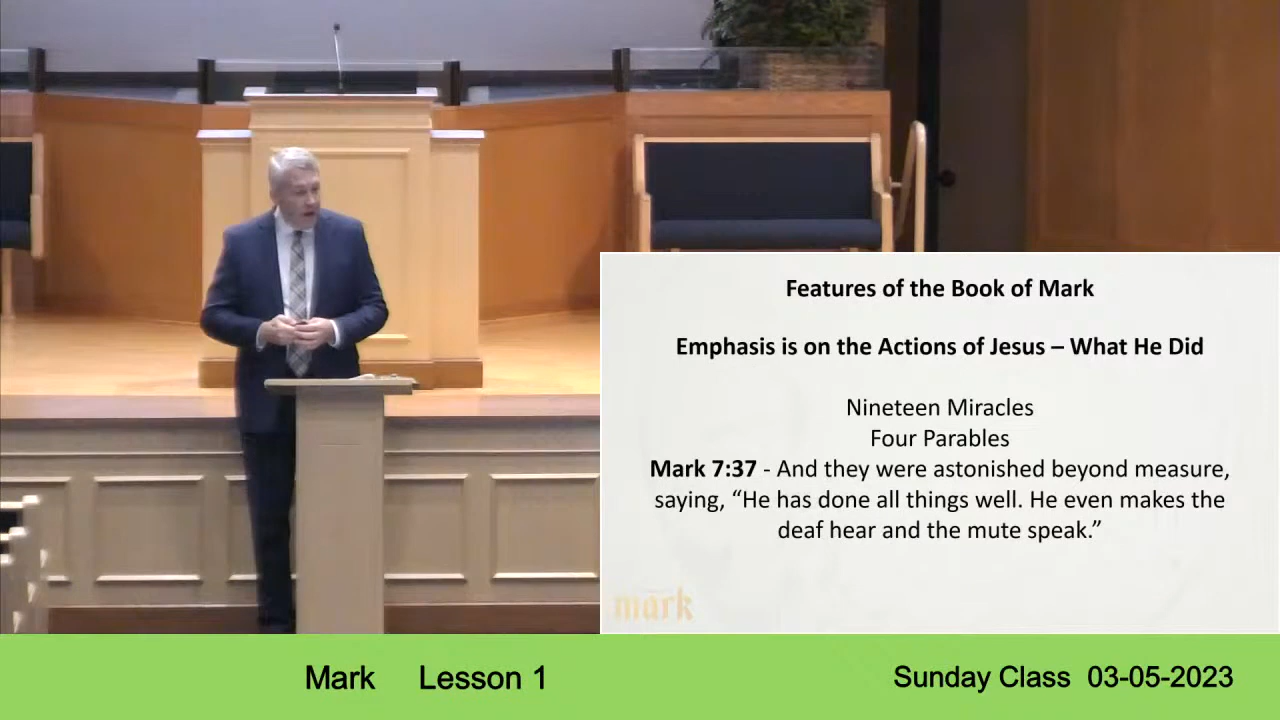 Features of the Book of Mark
Emphasis is on the Actions of Jesus – What He Did
Nineteen Miracles
Four Parables
Mark 7:37 - And they were astonished beyond measure,
saying, “He has done all things well. He even makes the
deaf hear and the mute speak.”
mark
Mark Lesson 1
Sunday Class 03-05-2023